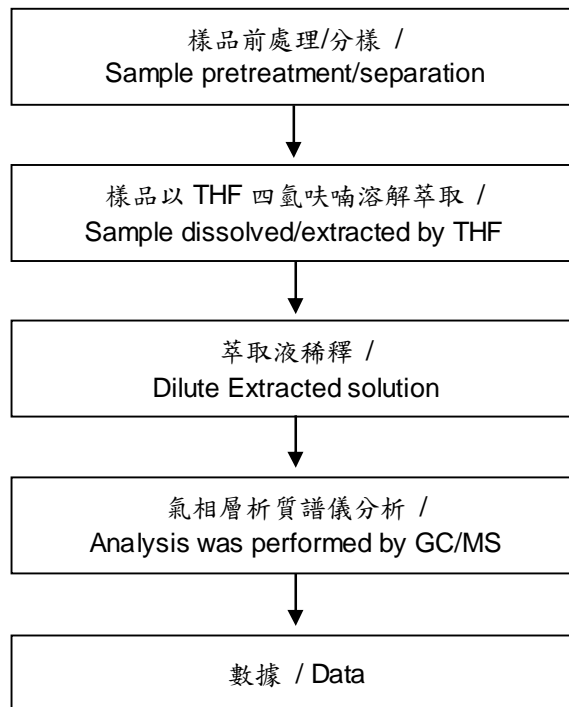 樣品前處理/分樣 /
Sample pretreatment/separation
樣品以 THF 四氫呋喃溶解萃取 /
Sample dissolved/extracted by THF
萃取液稀釋 /
Dilute Extracted solution
氣相層析質譜儀分析 /
Analysis was performed by GC/MS
數據 / Data